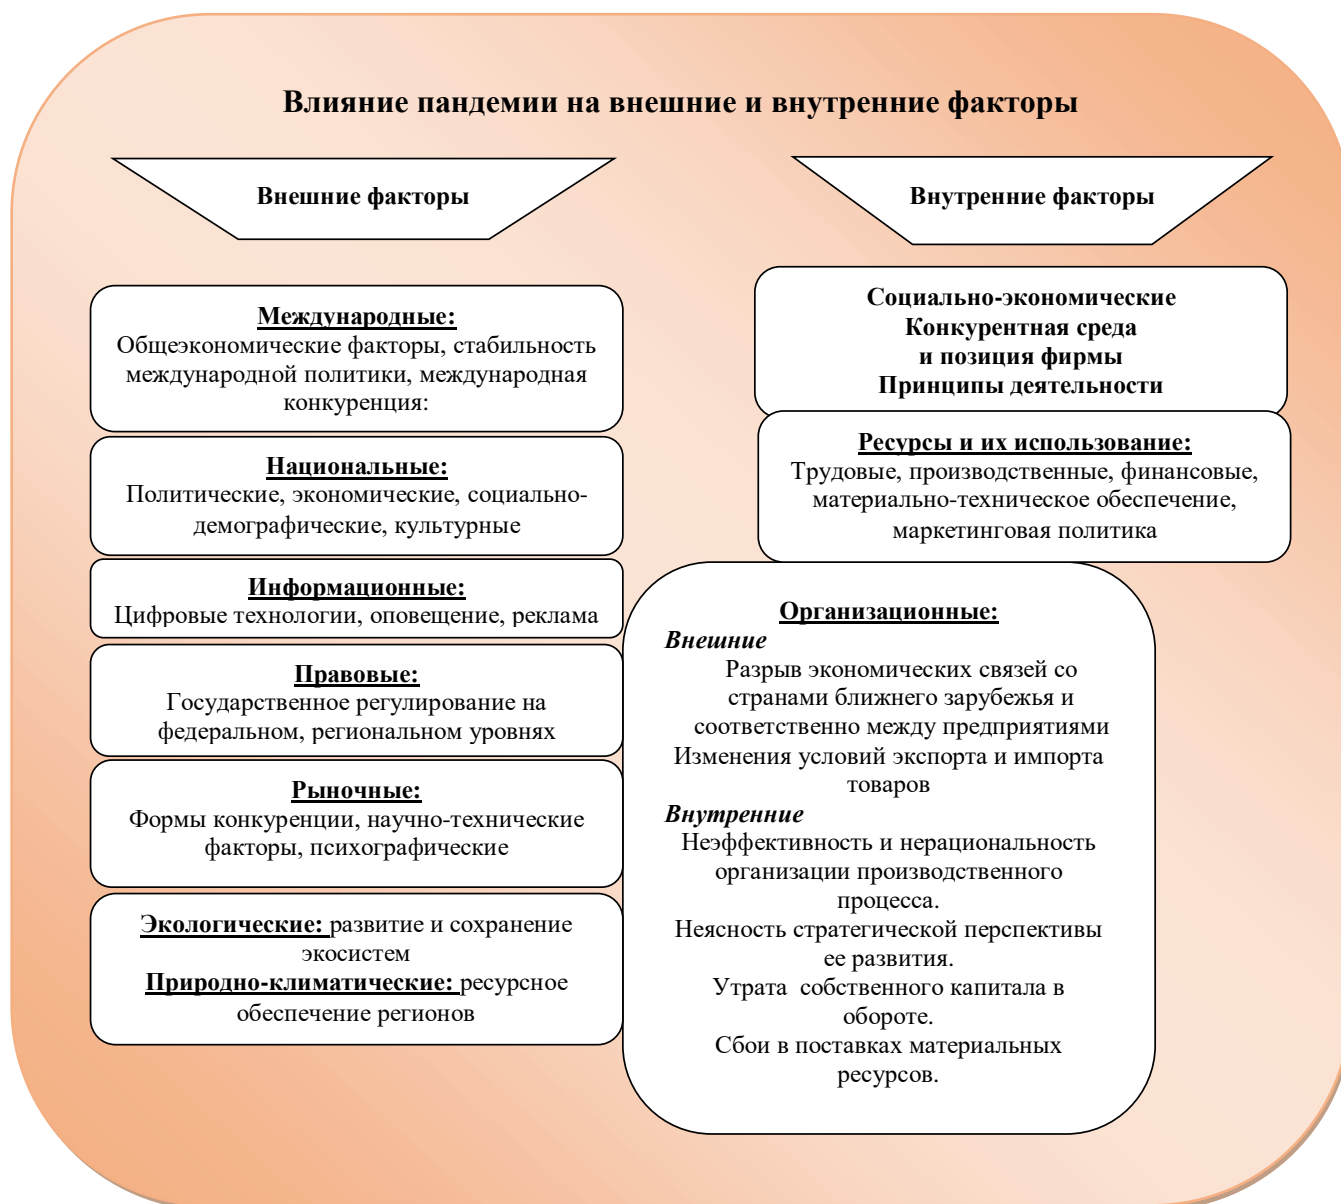 Влияние пандемии на внешние и внутренние факторы
Внешние факторы
Международные:
Общеэкономические факторы, стабильность
международной политики, международная
конкуренция:
Национальные:
Политические, экономические, социально-
демографические, культурные
Информационные:
Цифровые технологии, оповещение, реклама
Правовые:
Государственное регулирование на
федеральном, региональном уровнях
Рыночные:
Формы конкуренции, научно-технические
факторы, психографические
Экологические: развитие и сохранение
экосистем
Природно-климатические: ресурсное
обеспечение регионов
Внутренние факторы
Социально-экономические
Конкурентная среда
и позиция фирмы
Принципы деятельности
Ресурсы и их использование:
Трудовые, производственные, финансовые,
материально-техническое обеспечение,
маркетинговая политика
Организационные:
Внешние
Разрыв экономических связей со
странами ближнего зарубежья и
соответственно между предприятиями
Изменения условий экспорта и импорта
товаров
Внутренние
Неэффективность и нерациональность
организации производственного
процесса.
Неясность стратегической перспективы
ее развития.
Утрата  собственного капитала в
обороте.
Сбои в поставках материальных
ресурсов.